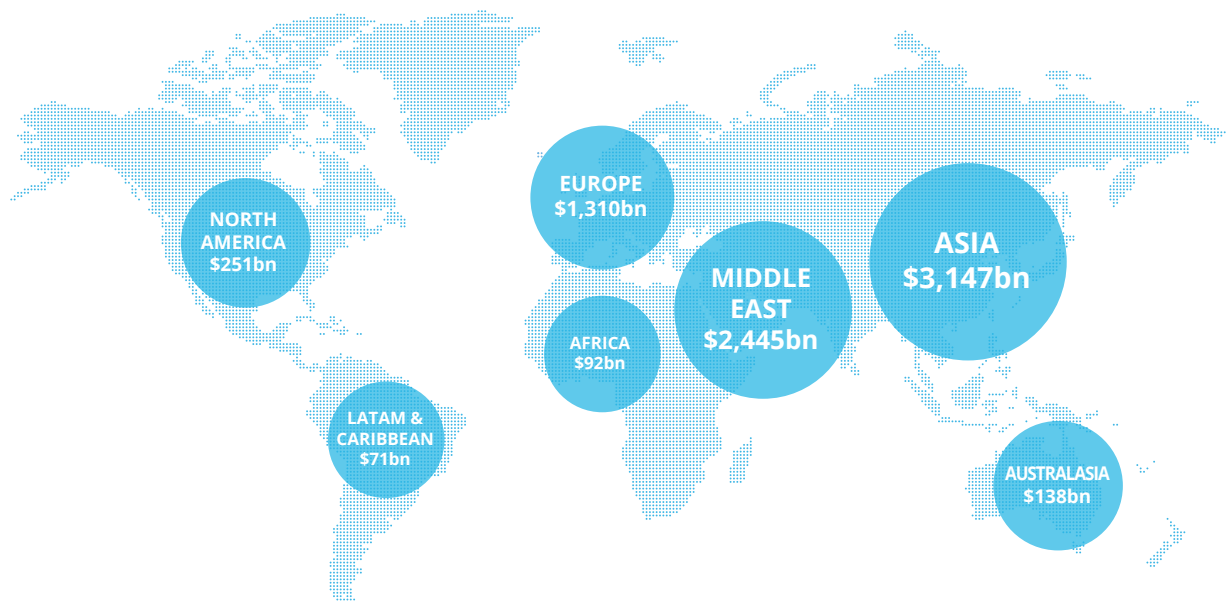 NORTH
AMERICA
$251bn
EUROPE
$1,310bn
ASIA
$3,147bn
MIDDLE
EAST
$2,445bn
AFRICA
$92bn
LATAM &
CARIBBEAN
$71bn
AUSTRALASIA
$138bn